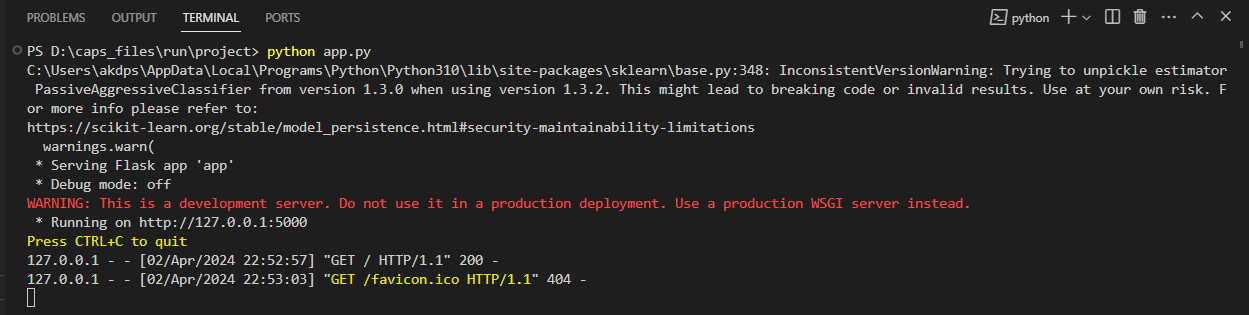 PROBLEMS OUTPUT TERMINAL PORTS python
PS D:\caps_files\run\project> python app.py
C:\Users\akdps\AppData\Local\Programs\Python\Python310\lib\site-packages\sklearn\base.py:348: InconsistentVersionWarning: Trying to unpickle estimator
 PassiveAggressiveClassifier from version 1.3.0 when using version 1.3.2. This might lead to breaking code or invalid results. Use at your own risk. F
or more info please refer to:
https://scikit-learn.org/stable/model_persistence.html#security-maintainability-limitations
  warnings.warn(
 * Serving Flask app 'app'
 * Debug mode: off
WARNING: This is a development server. Do not use it in a production deployment. Use a production WSGI server instead.
 * Running on http://127.0.0.1:5000
Press CTRL+C to quit
127.0.0.1 - - [02/Apr/2024 22:52:57] "GET / HTTP/1.1" 200 -
127.0.0.1 - - [02/Apr/2024 22:53:03] "GET /favicon.ico HTTP/1.1" 404 -